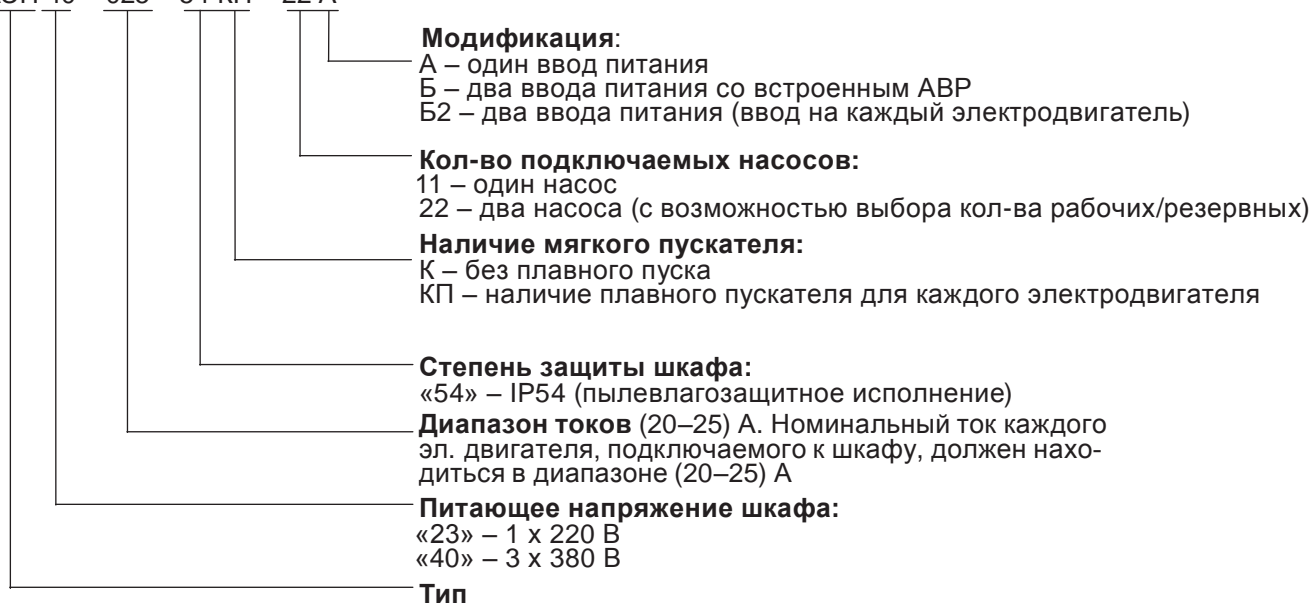 Модификация:
А – один ввод питания
Б – два ввода питания со встроенным АВР
Б2 – два ввода питания (ввод на каждый электродвигатель)
Кол-во подключаемых насосов:
11 – один насос
22 – два насоса (с возможностью выбора кол-ва рабочих/резервных)
Наличие мягкого пускателя:
К – без плавного пуска
КП – наличие плавного пускателя для каждого электродвигателя
Степень защиты шкафа:
«54» – IP54 (пылевлагозащитное исполнение)
Диапазон токов (20–25) А. Номинальный ток каждого
эл. двигателя, подключаемого к шкафу, должен нахо-
диться в диапазоне (20–25) А
Питающее напряжение шкафа:
«23» – 1 х 220 В
«40» – 3 х 380 В
Тип